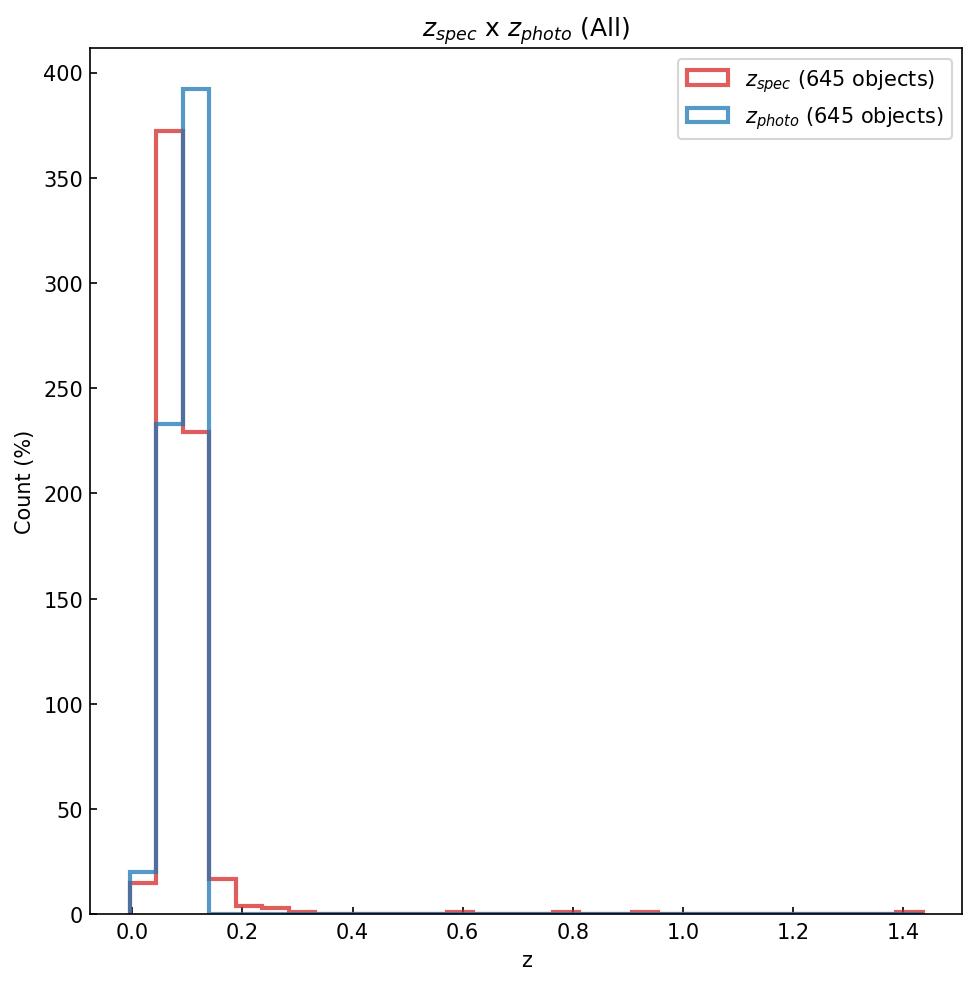 z_spec x z_photo (All)
z_spec (645 objects)
z_photo (645 objects)
Count (%)
400
350
300
250
200
150
100
50
0
0.0 0.2 0.4 0.6 0.8 1.0 1.2 1.4
z